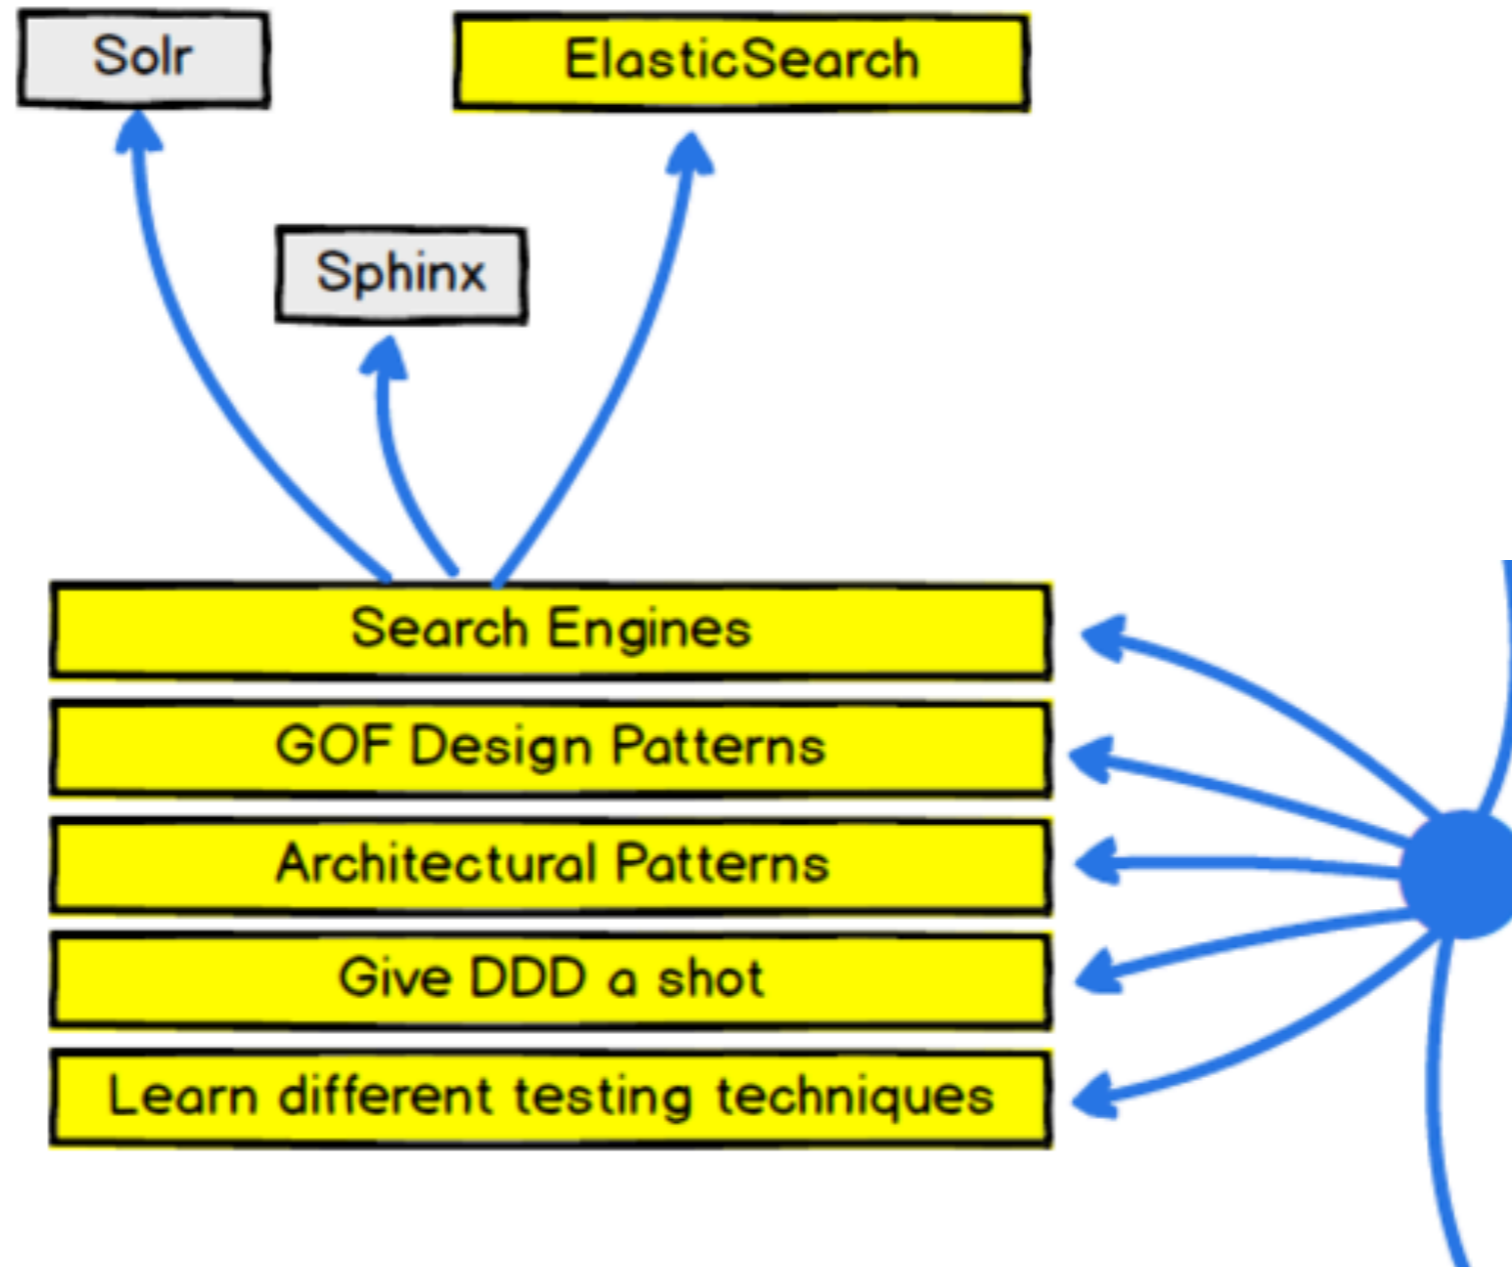 Solr
ElasticSearch
Sphinx
Search Engines
GOF Design Patterns
Architectural Patterns
Give DDD a shot
Learn different testing techniques